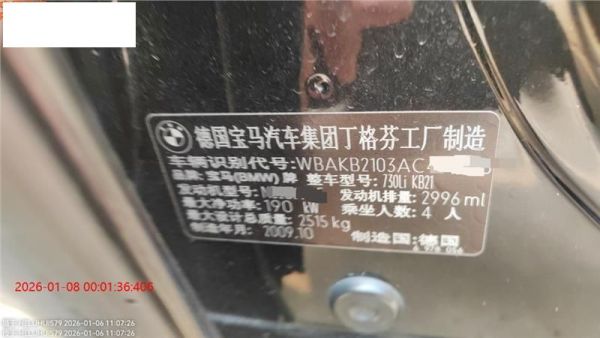 德国宝马汽车集团丁格芬工厂制造
车辆识别代号:WBAKB2103AC
品牌:宝马(BMW)牌 整车型号:730Li KB21
发动机型号: 发动机排量:2996 ml
最大净功率:190 kW 乘坐人数:4 人
最大设计总质量:2515 kg
制造年月:2009.10 制造国:德国
2026-01-08 00:01:36:406
579 2026-01-06 11:07:26
579 2026-01-06 11:07:26